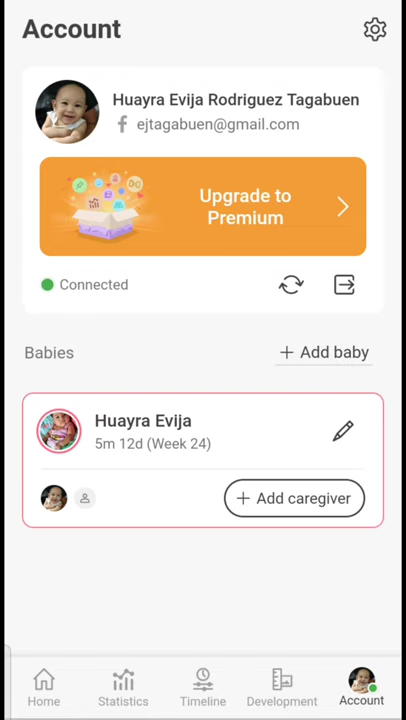 Account
Huayra Evija Rodriguez Tagabuen
ejtagabuen@gmail.com
Upgrade to
Premium
Connected
Babies
+ Add baby
Huayra Evija
5m 12d (Week 24)
+ Add caregiver
Home
Statistics
Timeline
Development
Account